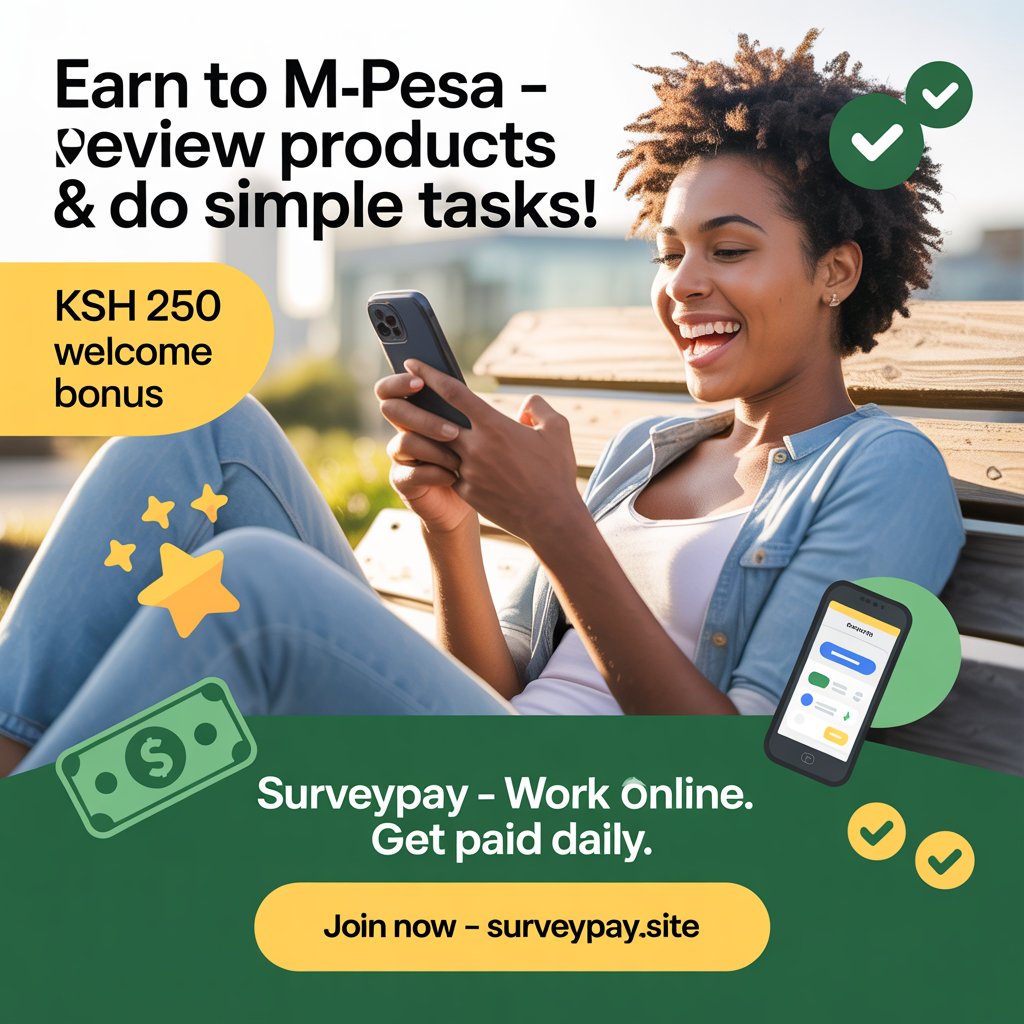 Earn to M-Pesa –
eview products
& do simple tasks!
KSH 250
welcome
bonus
Surveypay – Work Online.
Get paid daily.
Join now – surveypay.site